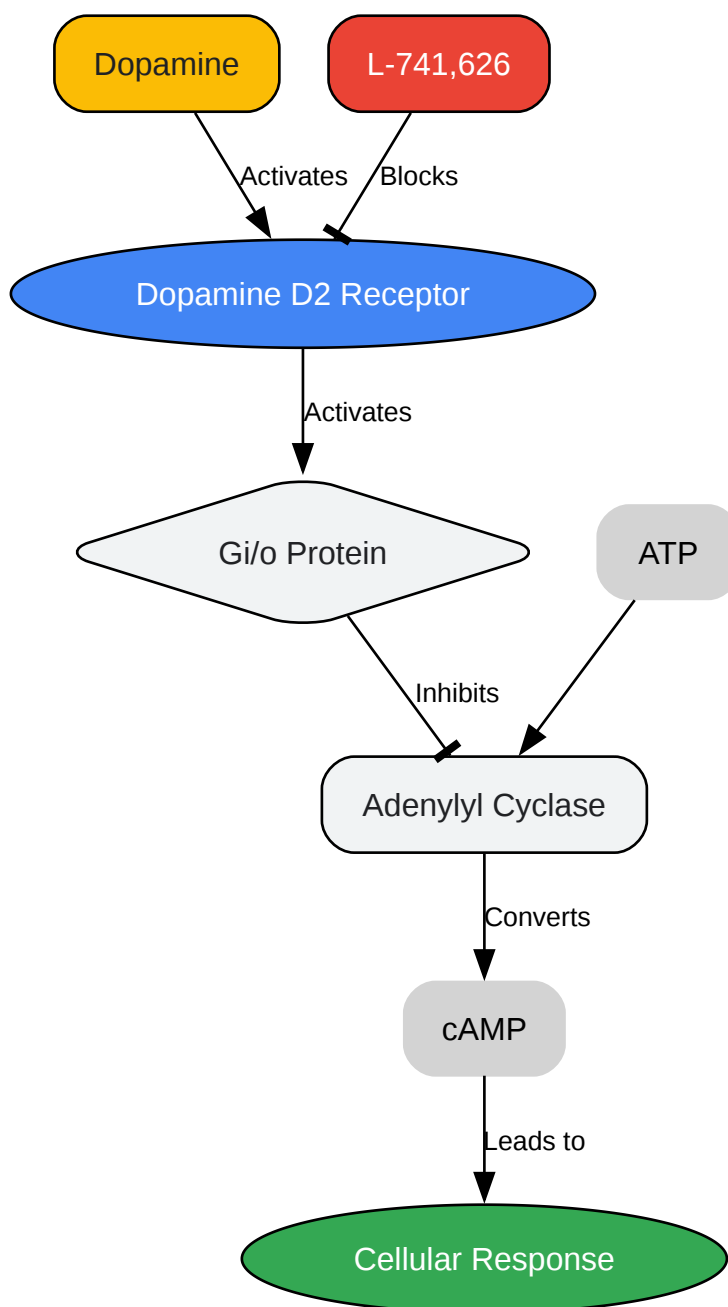 Dopamine
L-741,626
Activates
Blocks
Dopamine D2 Receptor
Activates
Gi/o Protein
ATP
Inhibits
Adenylyl Cyclase
Converts
cAMP
Leads to
Cellular Response